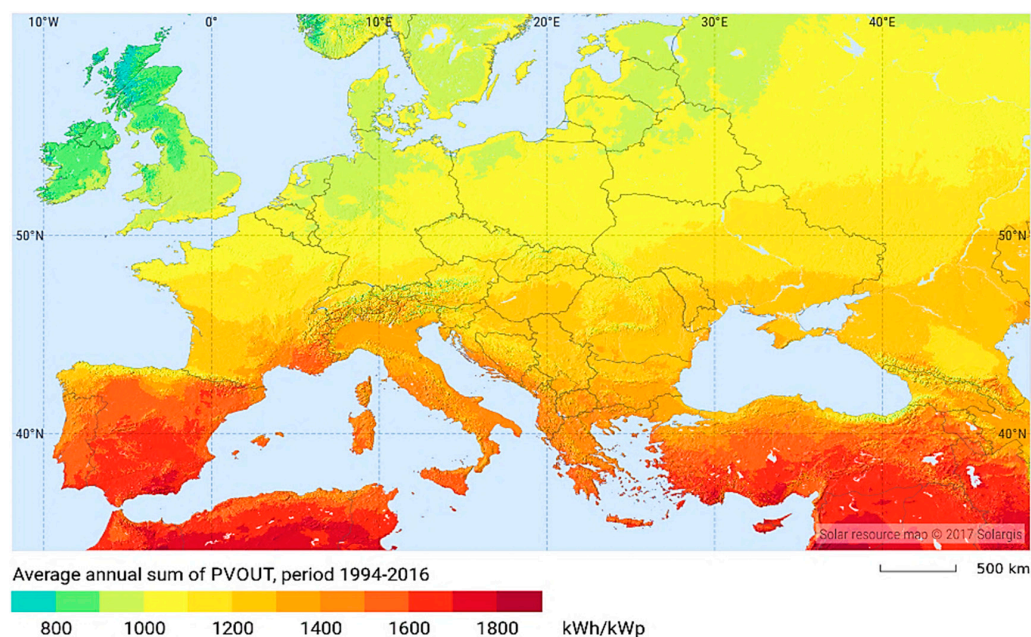 10°W 0° 10°E 20°E 30°E 40°E
50°N 50°N
40°N 40°N
Solar resource map © 2017 Solargis
Average annual sum of PVOUT, period 1994-2016
500 km
800 1000 1200 1400 1600 1800 kWh/kWp